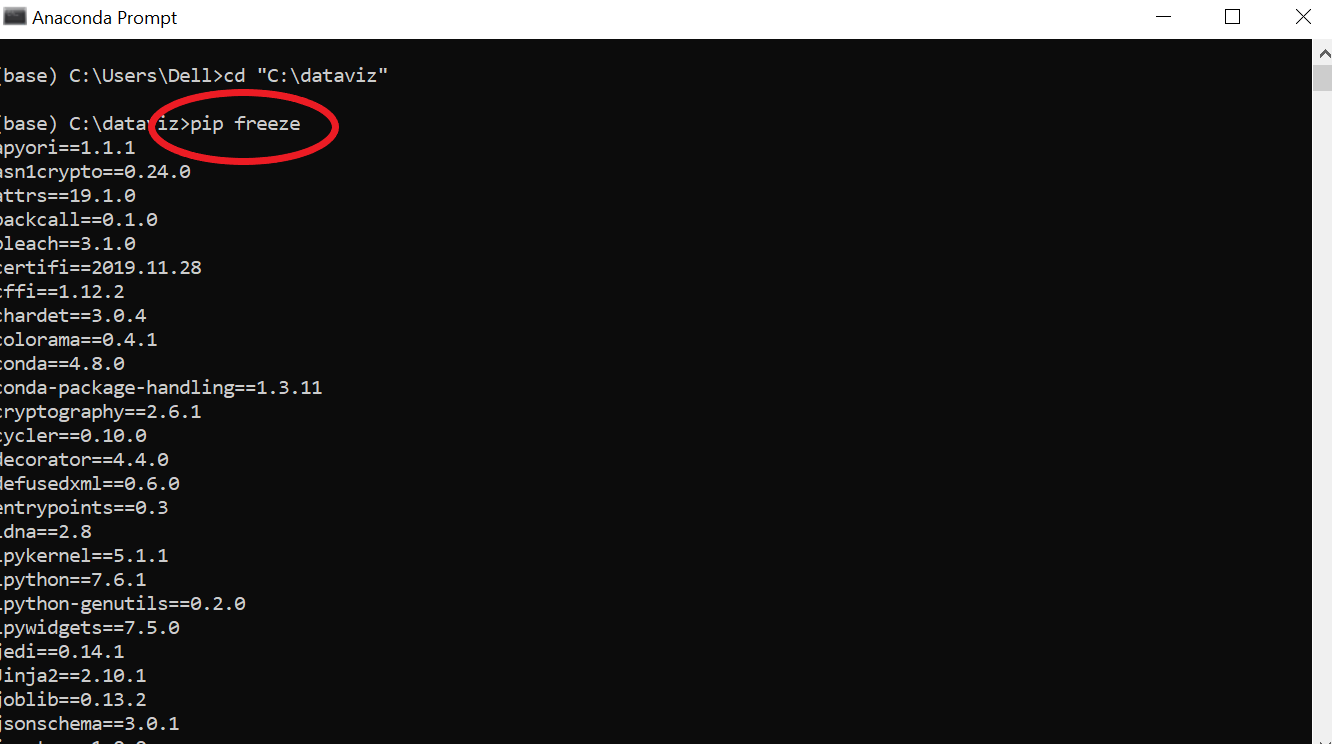 Anaconda Prompt
(base) C:\Users\Dell>cd "C:\dataviz"
(base) C:\dataviz>pip freeze
apyori==1.1.1
asn1crypto==0.24.0
attrs==19.1.0
backcall==0.1.0
bleach==3.1.0
certifi==2019.11.28
cffi==1.12.2
chardet==3.0.4
colorama==0.4.1
conda==4.8.0
conda-package-handling==1.3.11
cryptography==2.6.1
cycler==0.10.0
decorator==4.4.0
defusedxml==0.6.0
entrypoints==0.3
idna==2.8
ipykernel==5.1.1
ipython==7.6.1
ipython-genutils==0.2.0
ipywidgets==7.5.0
jedi==0.14.1
Jinja2==2.10.1
joblib==0.13.2
jsonschema==3.0.1